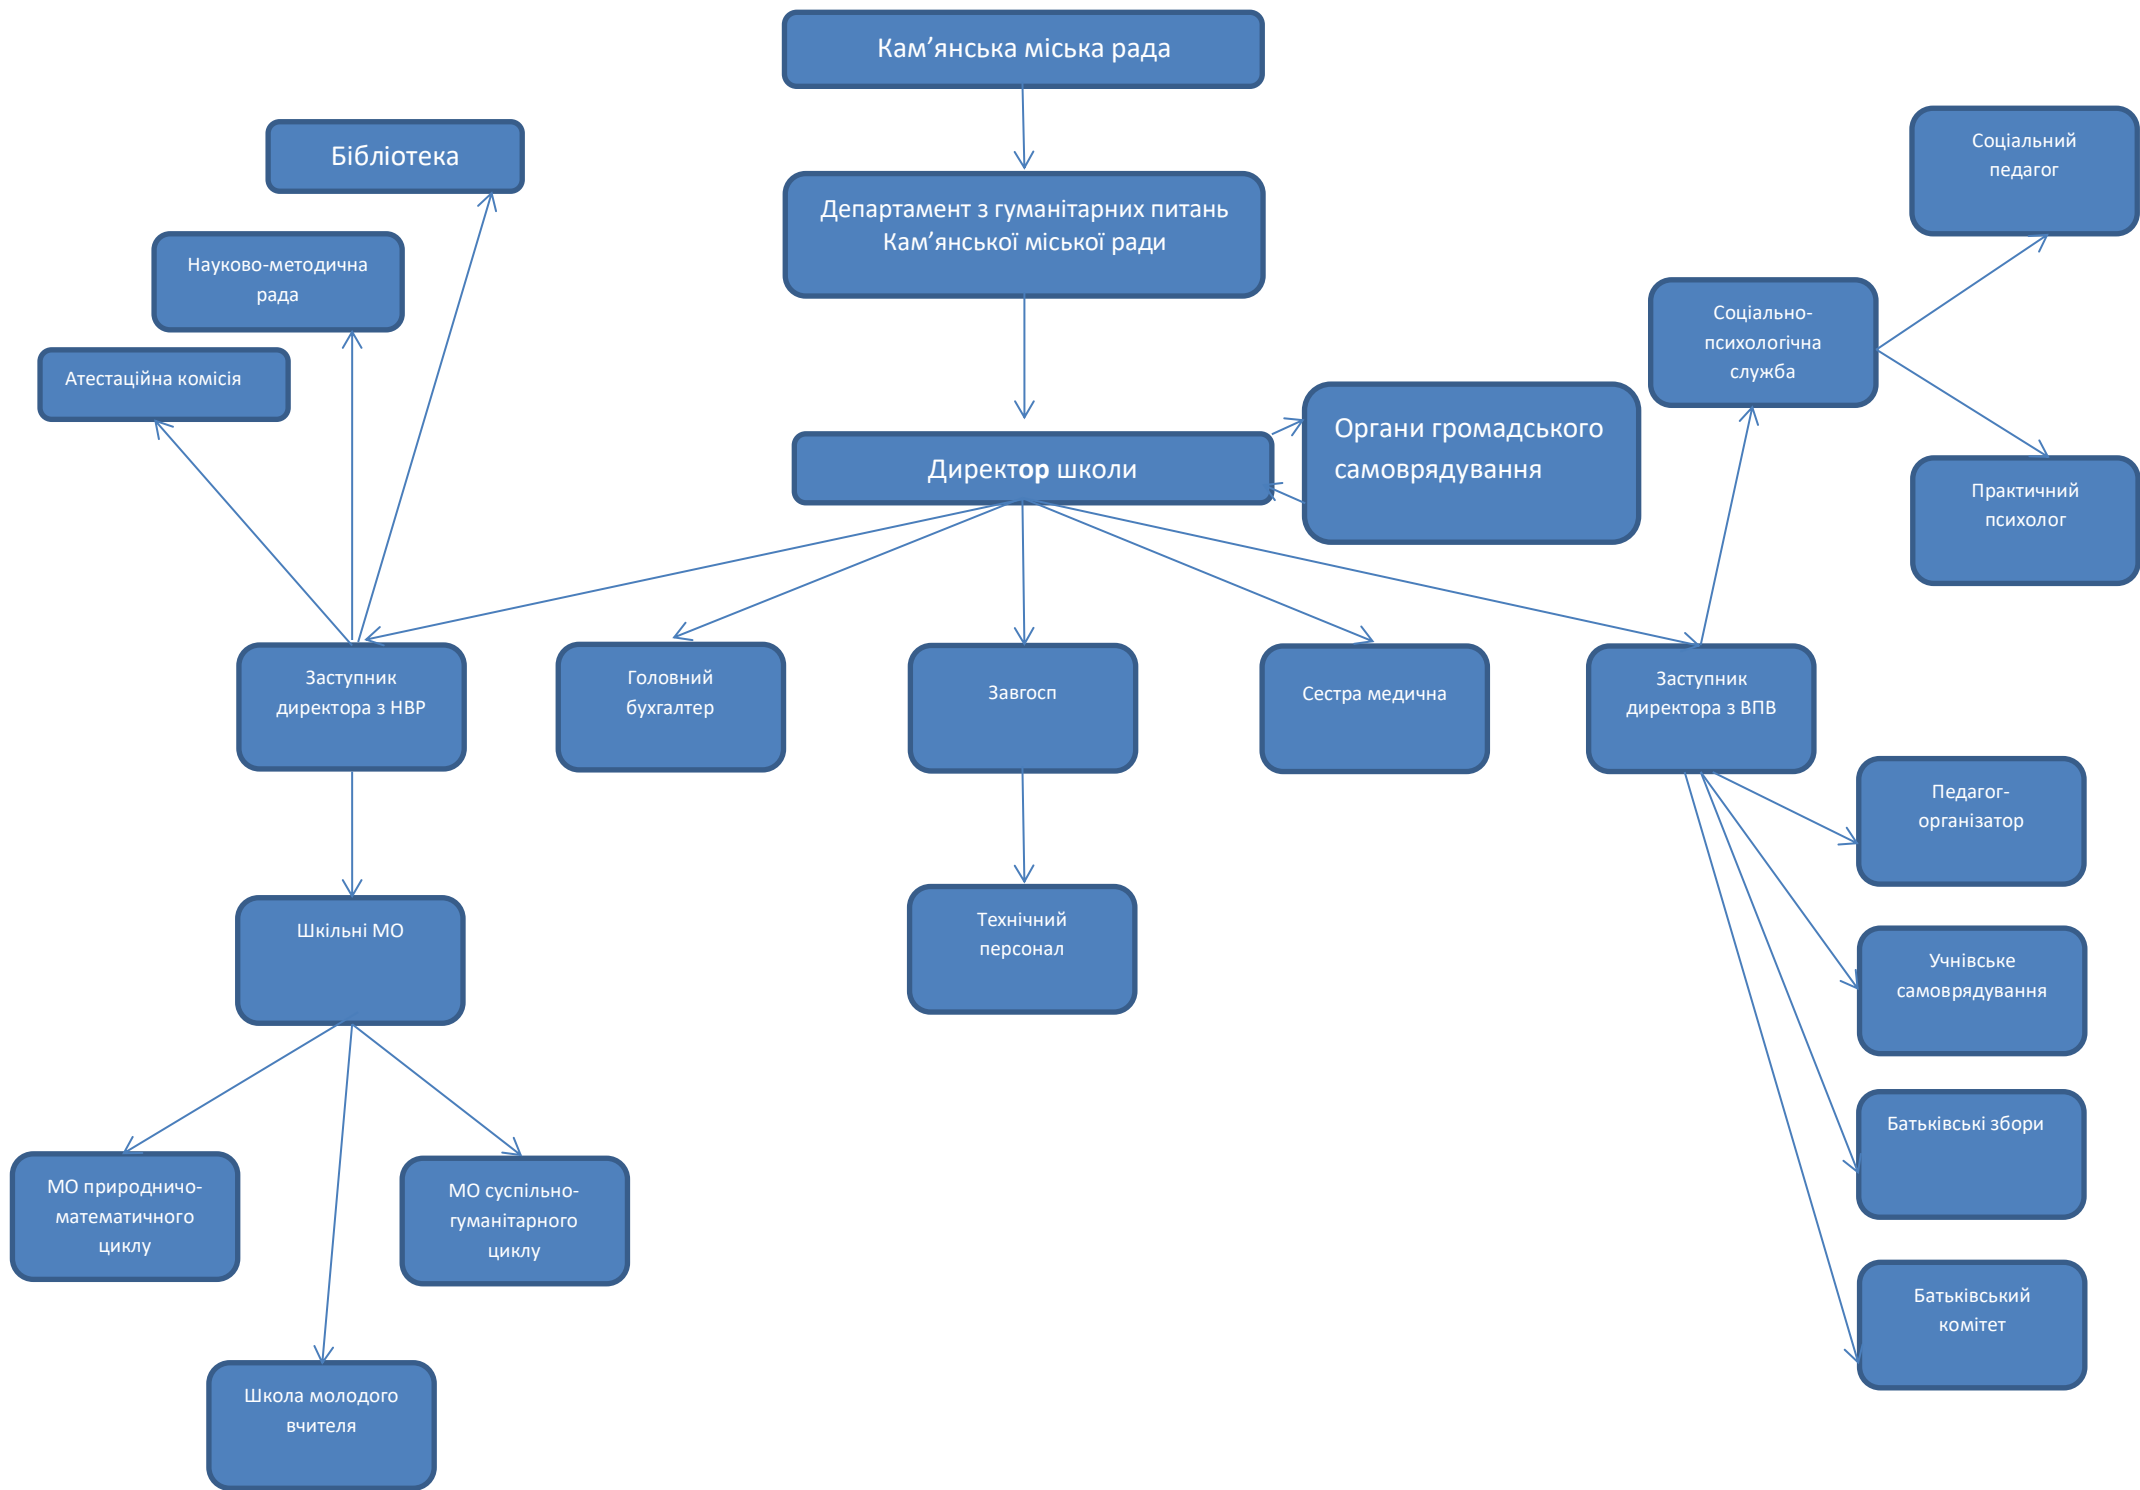 Кам’янська міська рада
Бібліотека
Соціальний
педагог
Департамент з гуманітарних питань
Кам’янської міської ради
Науково-методична
рада
Соціально-
психологічна
служба
Атестаційна комісія
Органи громадського
самоврядування
Директор школи
Практичний
психолог
Заступник
директора з НВР
Головний
бухгалтер
Завгосп
Сестра медична
Заступник
директора з ВПВ
Педагог-
організатор
Шкільні МО
Технічний
персонал
Учнівське
самоврядування
Батьківські збори
МО природничо-
математичного
циклу
МО суспільно-
гуманітарного
циклу
Батьківський
комітет
Школа молодого
вчителя